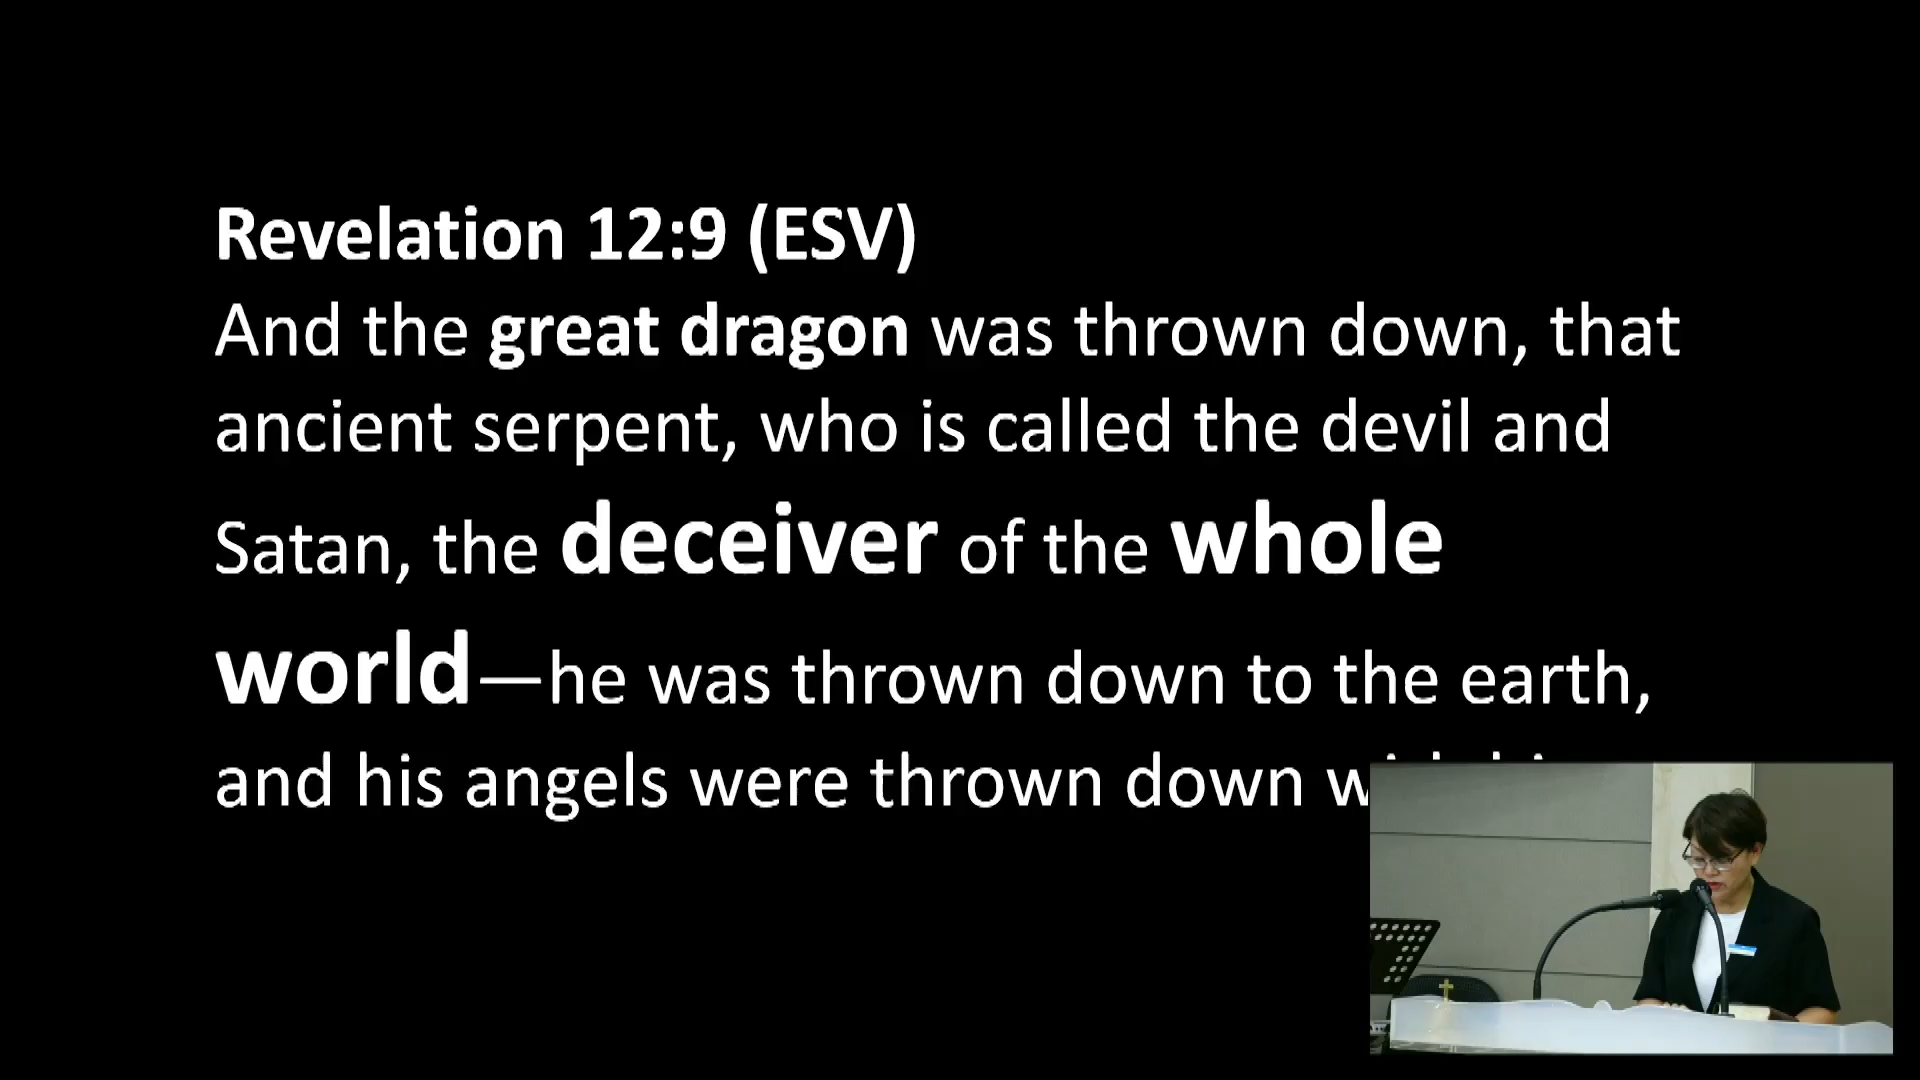 Revelation 12:9 (ESV)
And the great dragon was thrown down, that
ancient serpent, who is called the devil and
Satan, the deceiver of the whole
world—he was thrown down to the earth,
and his angels were thrown down